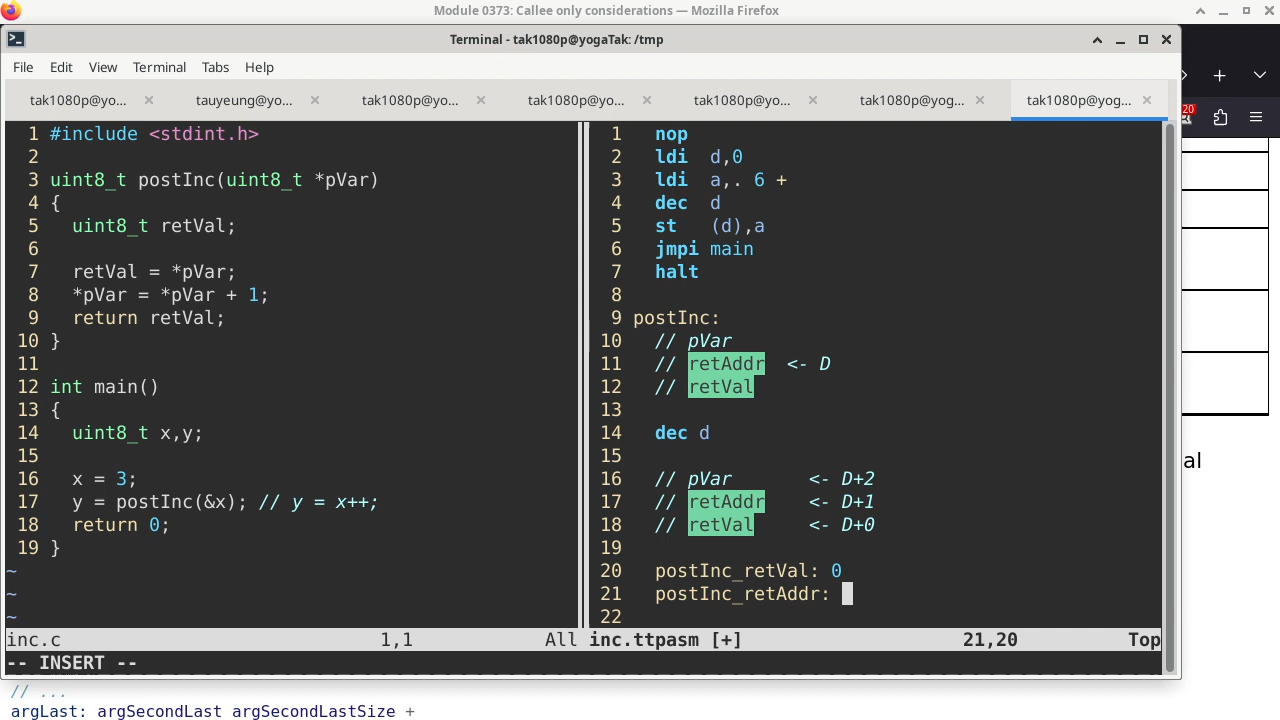 Module 0373: Callee only considerations — Mozilla Firefox
Terminal - tak1080p@yogaTak: /tmp
File Edit View Terminal Tabs Help
20
tak1080p@yo... tauyeung@yo... tak1080p@yo... tak1080p@yo... tak1080p@yo... tak1080p@yog... tak1080p@yog...
1 #include <stdint.h>
2
3 uint8_t postInc(uint8_t *pVar)
4 {
5   uint8_t retVal;
6
7   retVal = *pVar;
8   *pVar = *pVar + 1;
9   return retVal;
10 }
11
12 int main()
13 {
14   uint8_t x,y;
15
16   x = 3;
17   y = postInc(&x); // y = x++;
18   return 0;
19 }
~
~
~
inc.c 1,1 All
1   nop
2   ldi  d,0
3   ldi  a,. 6 +
4   dec  d
5   st   (d),a
6   jmpi main
7   halt
8
9 postInc:
10   // pVar
11   // retAddr  <- D
12   // retVal
13
14   dec d
15
16   // pVar       <- D+2
17   // retAddr    <- D+1
18   // retVal     <- D+0
19
20   postInc_retVal: 0
21   postInc_retAddr:
22
inc.ttpasm [+] 21,20 Top
-- INSERT --
al
// ...
argLast: argSecondLast argSecondLastSize +